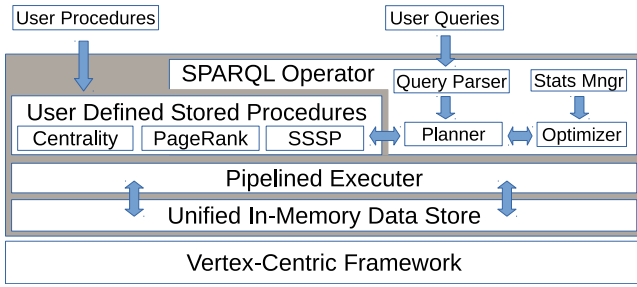 User Procedures
User Queries
SPARQL Operator
Query Parser
Stats Mngr
User Defined Stored Procedures
Centrality
PageRank
SSSP
Planner
Optimizer
Pipelined Executer
Unified In-Memory Data Store
Vertex-Centric Framework